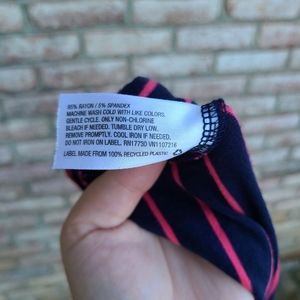 95% RAYON / 5% SPANDEX
MACHINE WASH COLD WITH LIKE COLORS.
GENTLE CYCLE. ONLY NON-CHLORINE
BLEACH IF NEEDED. TUMBLE DRY LOW.
REMOVE PROMPTLY. COOL IRON IF NEEDED.
DO NOT IRON ON LABEL. RN17730 VN1107216
LABEL MADE FROM 100% RECYCLED PLASTIC